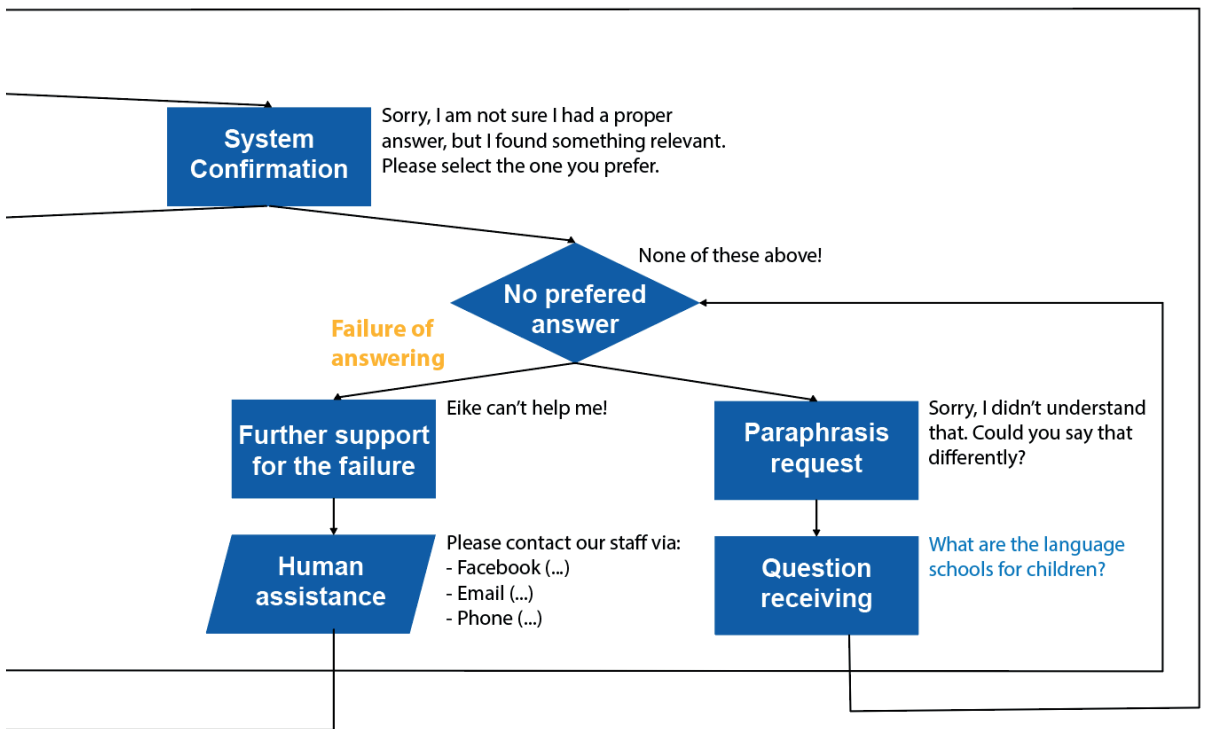 System
Confirmation
Sorry, I am not sure I had a proper
answer, but I found something relevant.
Please select the one you prefer.
None of these above!
No prefered
answer
Failure of
answering
Further support
for the failure
Eike can't help me!
Paraphrasis
request
Sorry, I didn't understand
that. Could you say that
differently?
Human
assistance
Please contact our staff via:
- Facebook (...)
- Email (...)
- Phone (...)
Question
receiving
What are the language
schools for children?